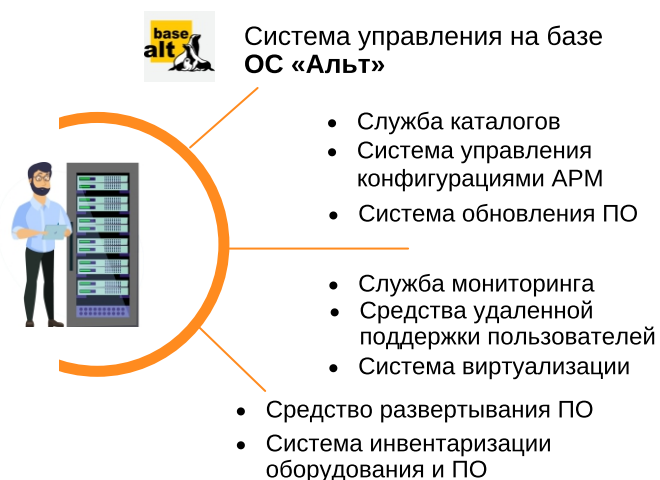 base
alt
Система управления на базе
ОС «Альт»
• Служба каталогов
• Система управления
конфигурациями АРМ
• Система обновления ПО
• Служба мониторинга
• Средства удаленной
поддержки пользователей
• Система виртуализации
• Средство развертывания ПО
• Система инвентаризации
оборудования и ПО